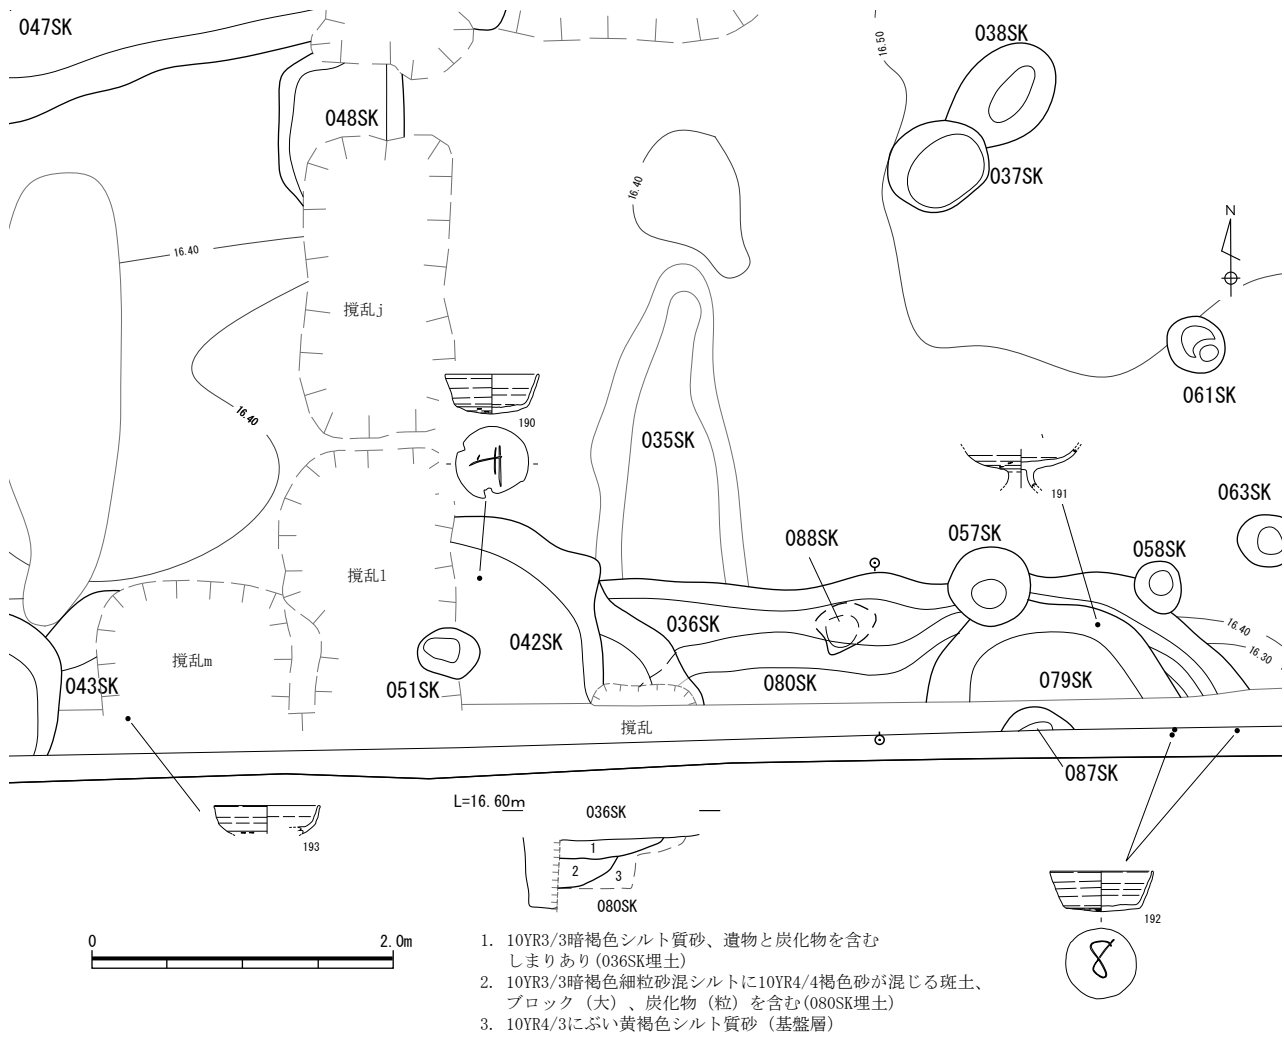 047SK
16.50
038SK
048SK
037SK
16.40
N
16.40
撹乱j
061SK
16.40
190
035SK
191
063SK
088SK
057SK
058SK
撹乱l
036SK
16.40
042SK
16.30
撹乱m
043SK
051SK
080SK
079SK
撹乱
087SK
L=16.60m
036SK
193
1
2
3
080SK
192
8
0
2.0m
1. 10YR3/3暗褐色シルト質砂、遺物と炭化物を含む
しまりあり(036SK埋土)
2. 10YR3/3暗褐色細粒砂混シルトに10YR4/4褐色砂が混じる斑土、
ブロック（大）、炭化物（粒）を含む(080SK埋土)
3. 10YR4/3にぶい黄褐色シルト質砂（基盤層）